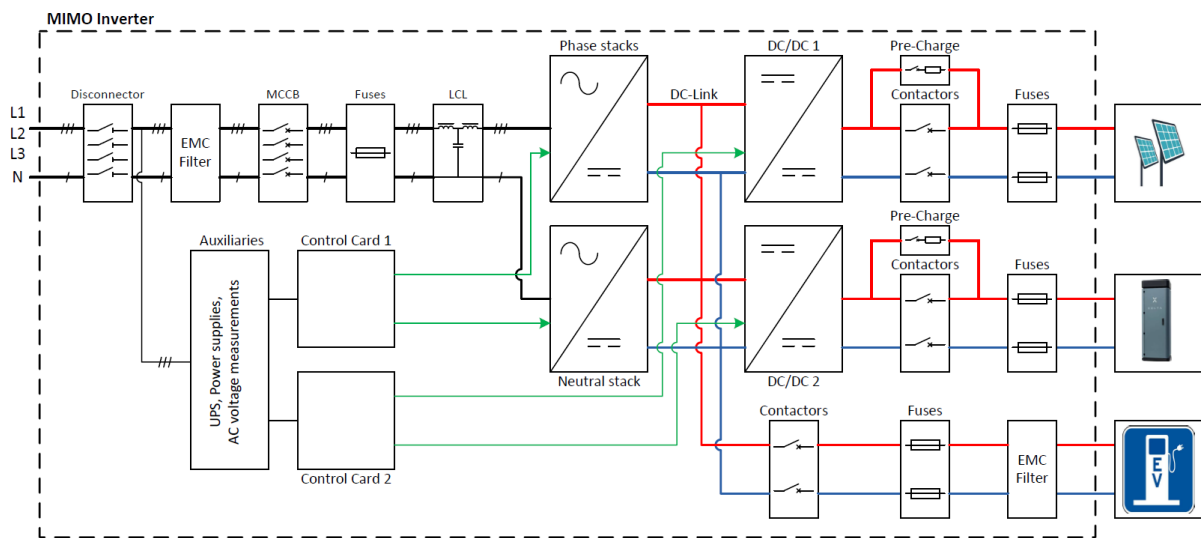 MIMO Inverter
Phase stacks
DC/DC 1
Pre-Charge
Disconnector
MCCB
Fuses
LCL
DC-Link
Contactors
Fuses
L1
L2
L3
N
EMC
Filter
Auxiliaries
Control Card 1
Pre-Charge
Contactors
Fuses
UPS, Power supplies,
AC voltage measurements
Neutral stack
DC/DC 2
Contactors
Fuses
Control Card 2
EMC
Filter
E
V